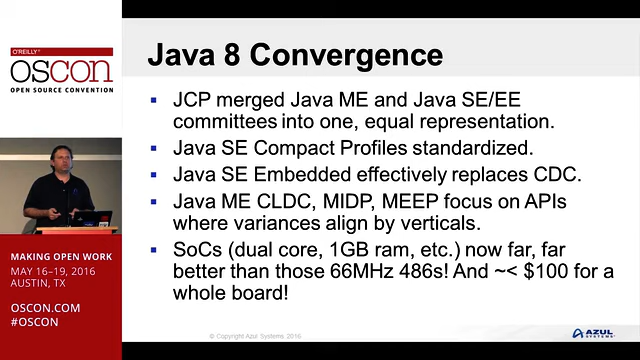 O'REILLY®
OSCON
OPEN SOURCE CONVENTION
MAKING OPEN WORK
MAY 16–19, 2016
AUSTIN, TX
OSCON.COM
#OSCON
Java 8 Convergence
▪ JCP merged Java ME and Java SE/EE
committees into one, equal representation.
▪ Java SE Compact Profiles standardized.
▪ Java SE Embedded effectively replaces CDC.
▪ Java ME CLDC, MIDP, MEEP focus on APIs
where variances align by verticals.
▪ SoCs (dual core, 1GB ram, etc.) now far, far
better than those 66MHz 486s! And ~< $100 for a
whole board!
© Copyright Azul Systems 2016
AZUL
SYSTEMS